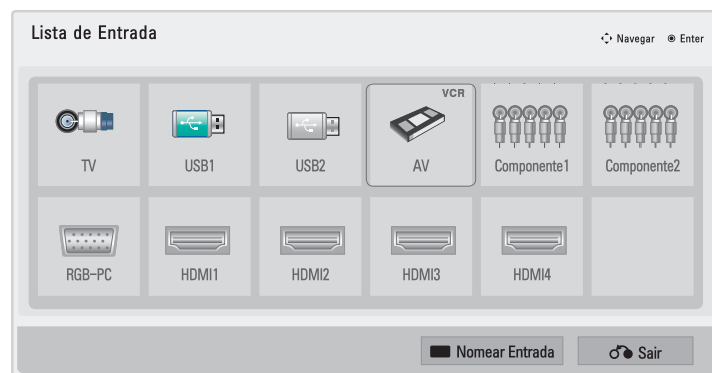 Lista de Entrada
Navegar Enter
VCR
TV USB1 USB2 AV Componente1 Componente2
RGB-PC HDMI1 HDMI2 HDMI3 HDMI4
Nomear Entrada Sair